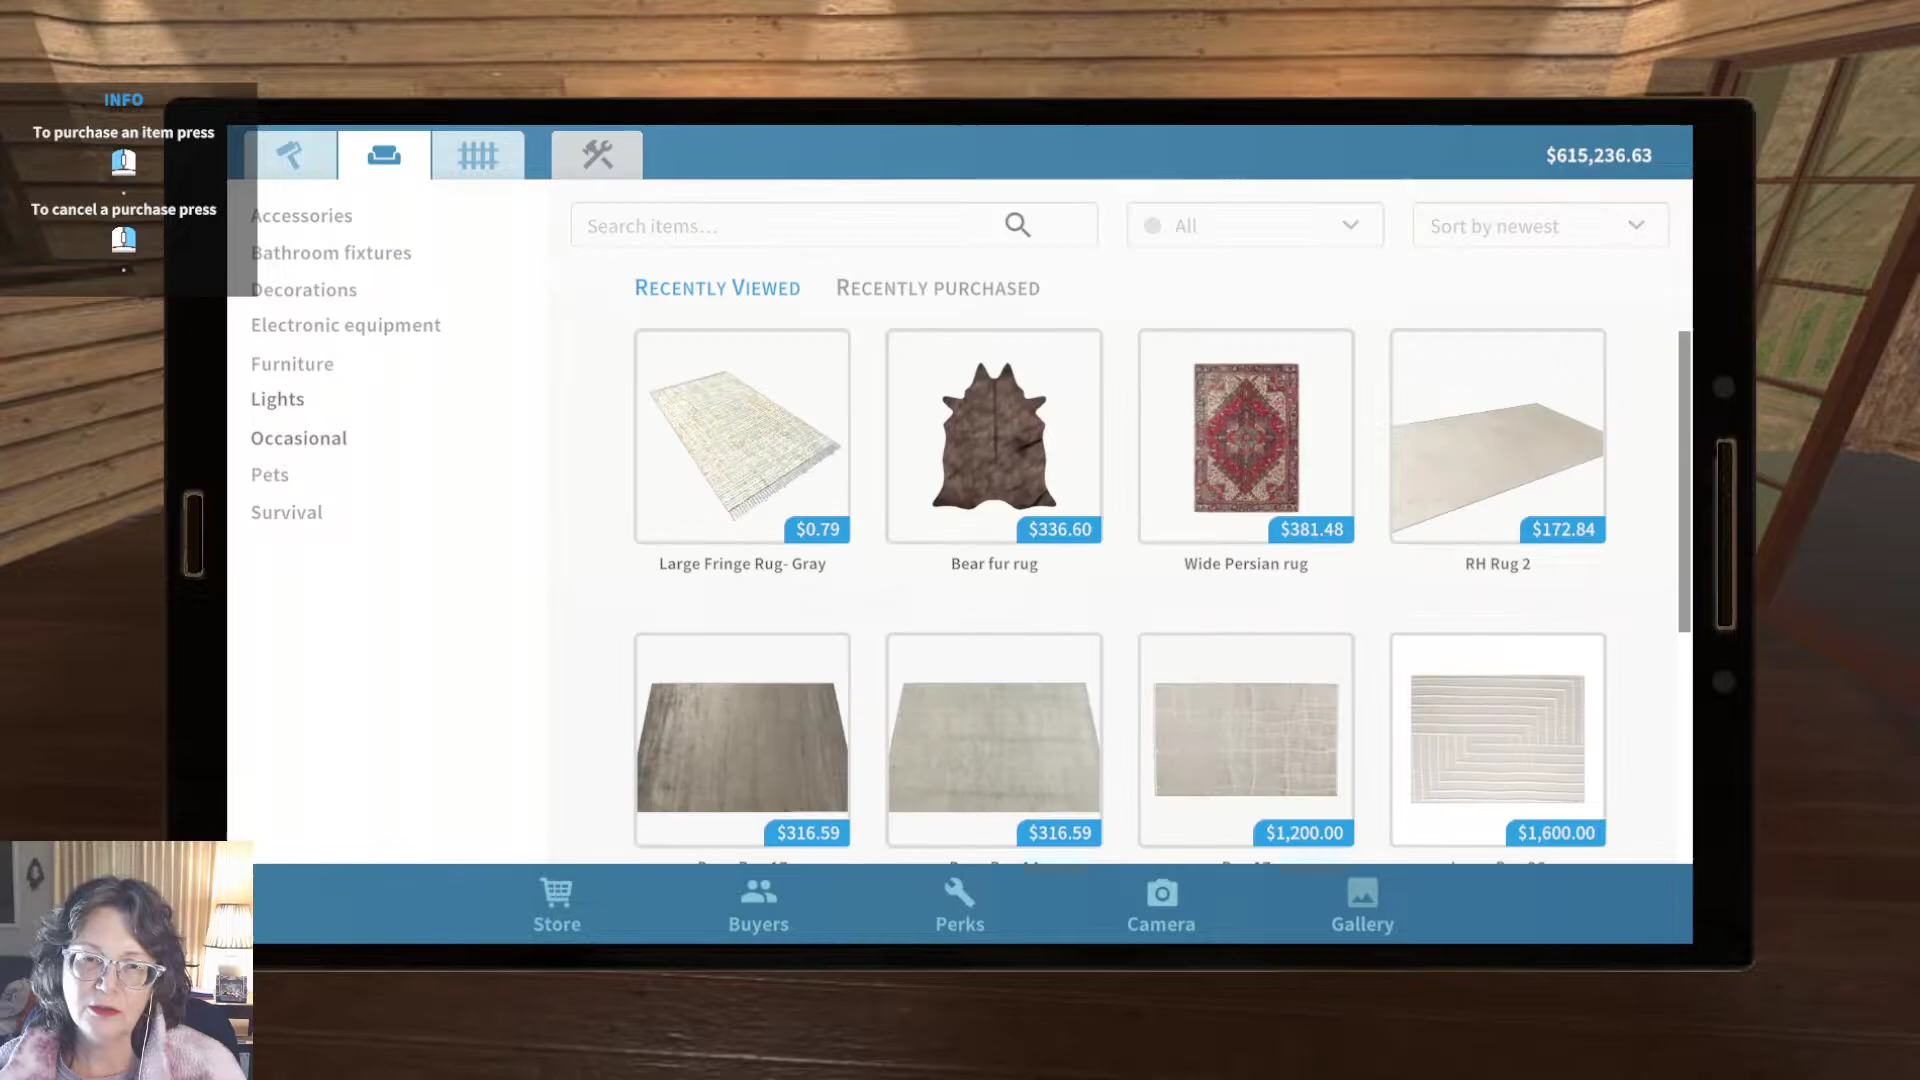 INFO
To purchase an item press
.
To cancel a purchase press
.
$615,236.63
Accessories
Bathroom fixtures
Decorations
Electronic equipment
Furniture
Lights
Occasional
Pets
Survival
Search items...
All
Sort by newest
RECENTLY VIEWED
RECENTLY PURCHASED
$0.79
$336.60
$381.48
$172.84
Large Fringe Rug- Gray
Bear fur rug
Wide Persian rug
RH Rug 2
$316.59
$316.59
$1,200.00
$1,600.00
Store
Buyers
Perks
Camera
Gallery